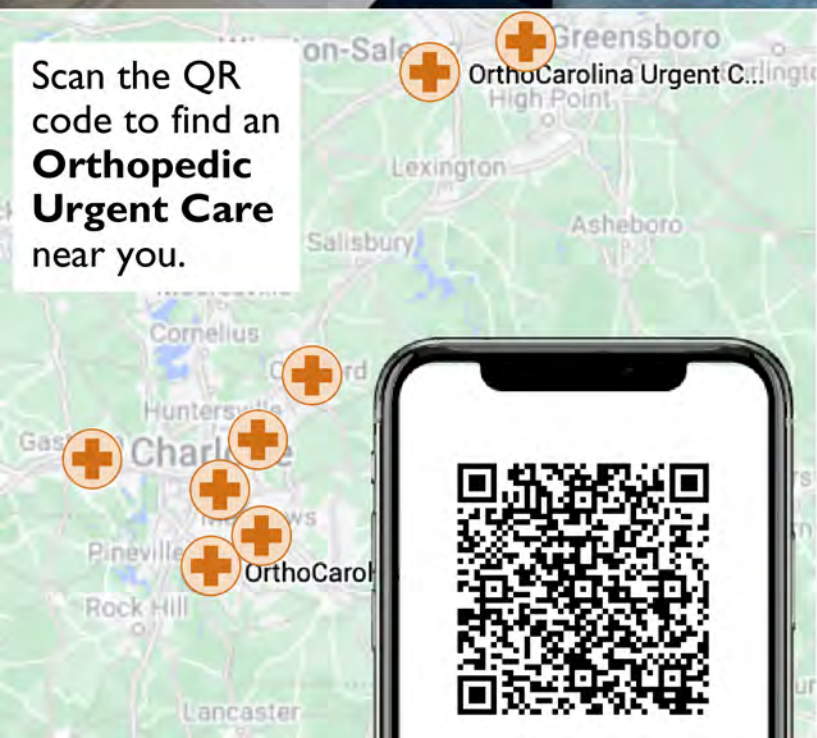 Scan the QR
code to find an
Orthopedic
Urgent Care
near you.
Greensboro
OrthoCarolina Urgent C...
High Point
Lexington
Asheboro
Salisbury
Cornelius
Pineville
OrthoCarol
Rock Hill
Lancaster